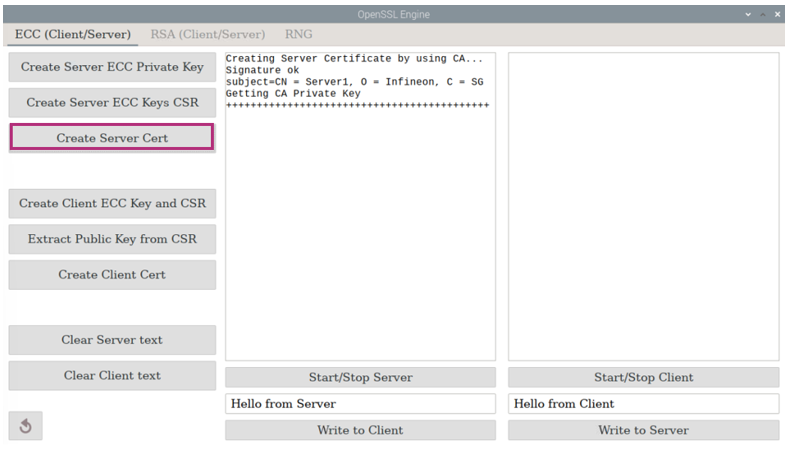 OpenSSL Engine
ECC (Client/Server) RSA (Client/Server) RNG
Create Server ECC Private Key
Create Server ECC Keys CSR
Create Server Cert
Create Client ECC Key and CSR
Extract Public Key from CSR
Create Client Cert
Clear Server text
Clear Client text
Creating Server Certificate by using CA...
Signature ok
subject=CN = Server1, O = Infineon, C = SG
Getting CA Private Key
+++++++++++++++++++++++++++++++++++++++++++
Start/Stop Server
Hello from Server
Write to Client
Start/Stop Client
Hello from Client
Write to Server